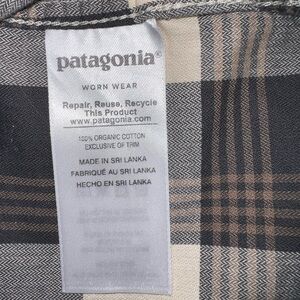 patagonia®
WORN WEAR
Repair, Reuse, Recycle
This Product
www.patagonia.com
100% ORGANIC COTTON
EXCLUSIVE OF TRIM
MADE IN SRI LANKA
FABRIQUÉ AU SRI LANKA
HECHO EN SRI LANKA